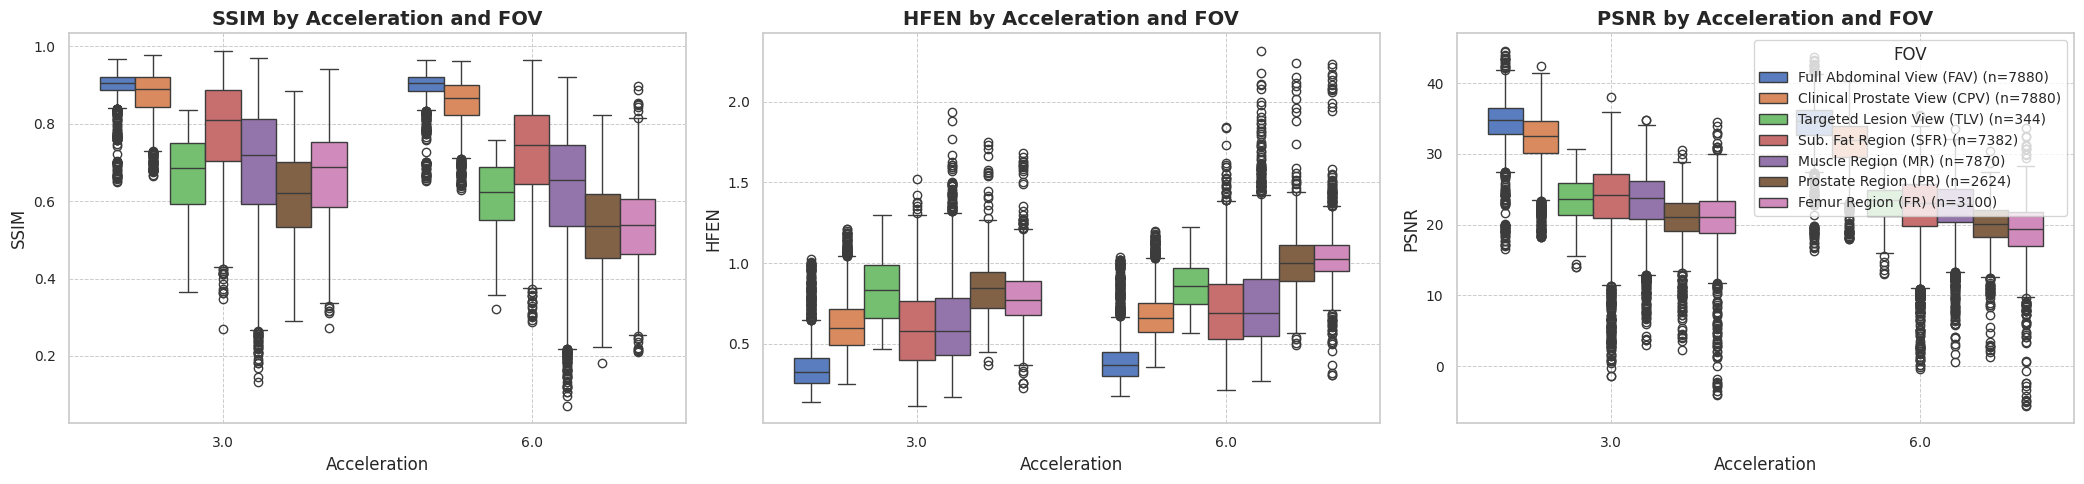 SSIM by Acceleration and FOV
SSIM
1.0
0.8
0.6
0.4
0.2
3.0
6.0
Acceleration
HFEN by Acceleration and FOV
HFEN
2.0
1.5
1.0
0.5
3.0
6.0
Acceleration
PSNR by Acceleration and FOV
PSNR
40
30
20
10
0
3.0
6.0
Acceleration
FOV
Full Abdominal View (FAV) (n=7880)
Clinical Prostate View (CPV) (n=7880)
Targeted Lesion View (TLV) (n=344)
Sub. Fat Region (SFR) (n=7382)
Muscle Region (MR) (n=7870)
Prostate Region (PR) (n=2624)
Femur Region (FR) (n=3100)